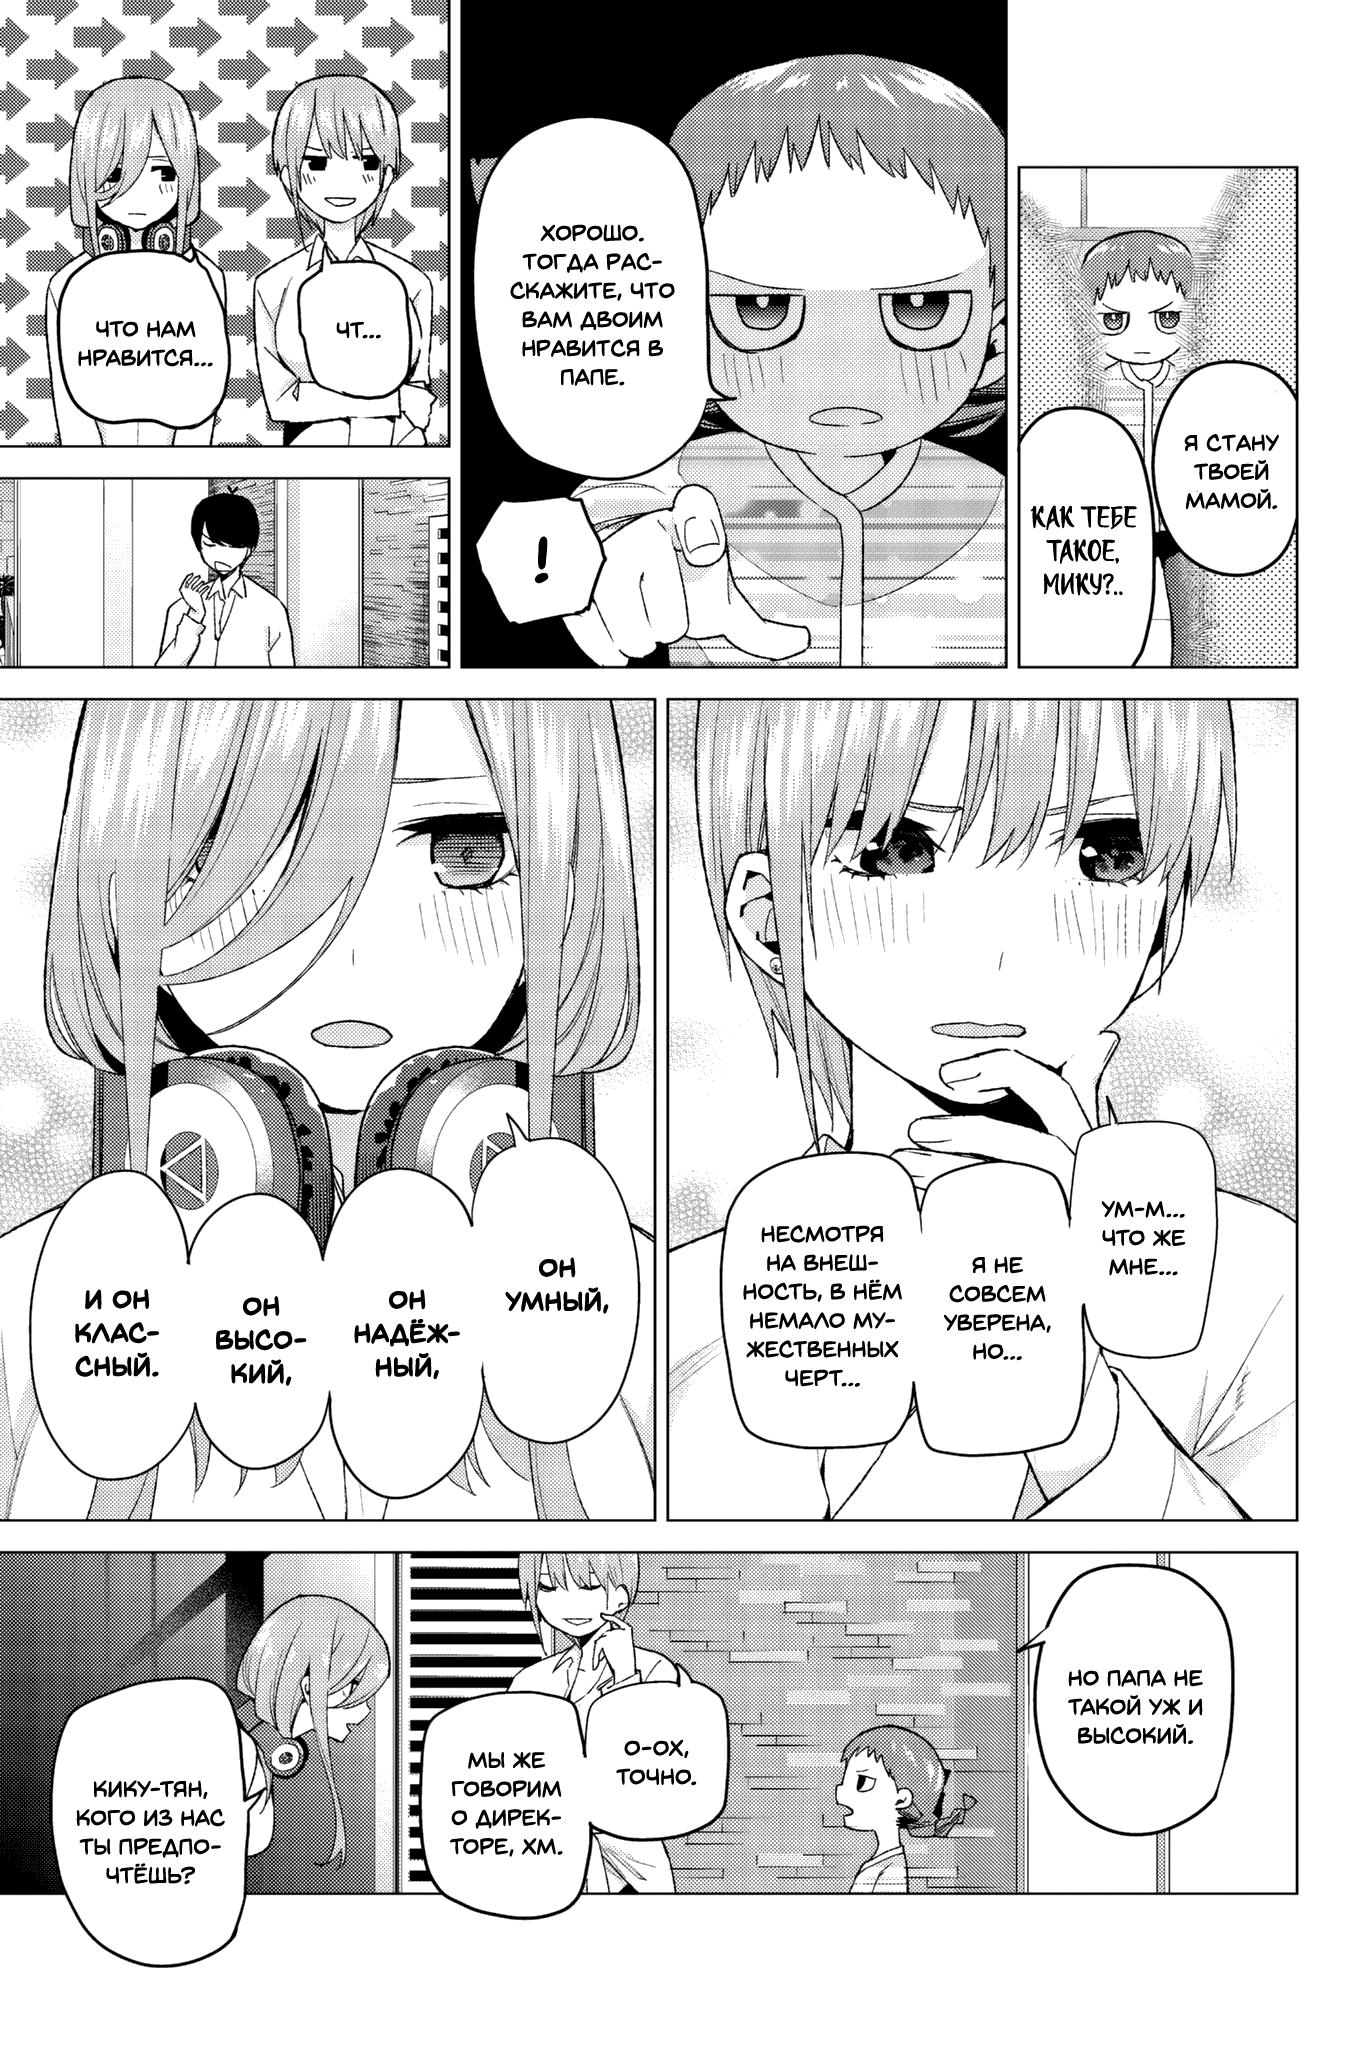 Я СТАНУ
ТВОЕЙ
МАМОЙ.
КАК ТЕБЕ
ТАКОЕ,
МИКУ?..
ХОРОШО.
ТОГДА РАС-
СКАЖИТЕ, ЧТО
ВАМ ДВОИМ
НРАВИТСЯ В
ПАПЕ.
!
ЧТ...
ЧТО НАМ
НРАВИТСЯ...
УМ-М...
ЧТО ЖЕ
МНЕ...
Я НЕ
СОВСЕМ
УВЕРЕНА,
НО...
НЕСМОТРЯ
НА ВНЕШ-
НОСТЬ, В НЁМ
НЕМАЛО МУ-
ЖЕСТВЕННЫХ
ЧЕРТ...
ОН
УМНЫЙ,
ОН
НАДЁЖ-
НЫЙ,
ОН
ВЫСО-
КИЙ,
И ОН
КЛАС-
СНЫЙ.
НО ПАПА НЕ
ТАКОЙ УЖ И
ВЫСОКИЙ.
О-ОХ,
ТОЧНО.
МЫ ЖЕ
ГОВОРИМ
О ДИРЕК-
ТОРЕ, ХМ.
КИКУ-ТЯН,
КОГО ИЗ НАС
ТЫ ПРЕДПО-
ЧТЁШЬ?